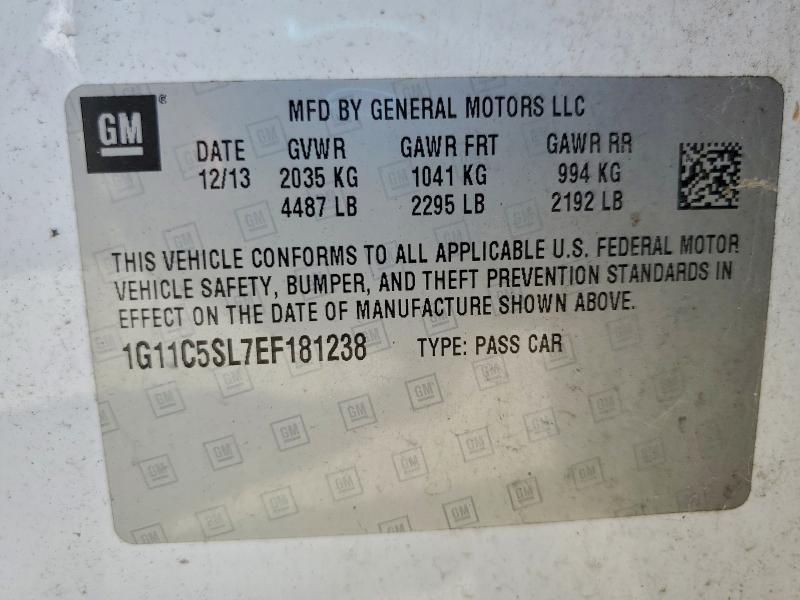 GM®
MFD BY GENERAL MOTORS LLC
DATE GVWR GAWR FRT GAWR RR
12/13 2035 KG 1041 KG 994 KG
4487 LB 2295 LB 2192 LB
THIS VEHICLE CONFORMS TO ALL APPLICABLE U.S. FEDERAL MOTOR
VEHICLE SAFETY, BUMPER, AND THEFT PREVENTION STANDARDS IN
EFFECT ON THE DATE OF MANUFACTURE SHOWN ABOVE.
1G11C5SL7EF181238 TYPE: PASS CAR